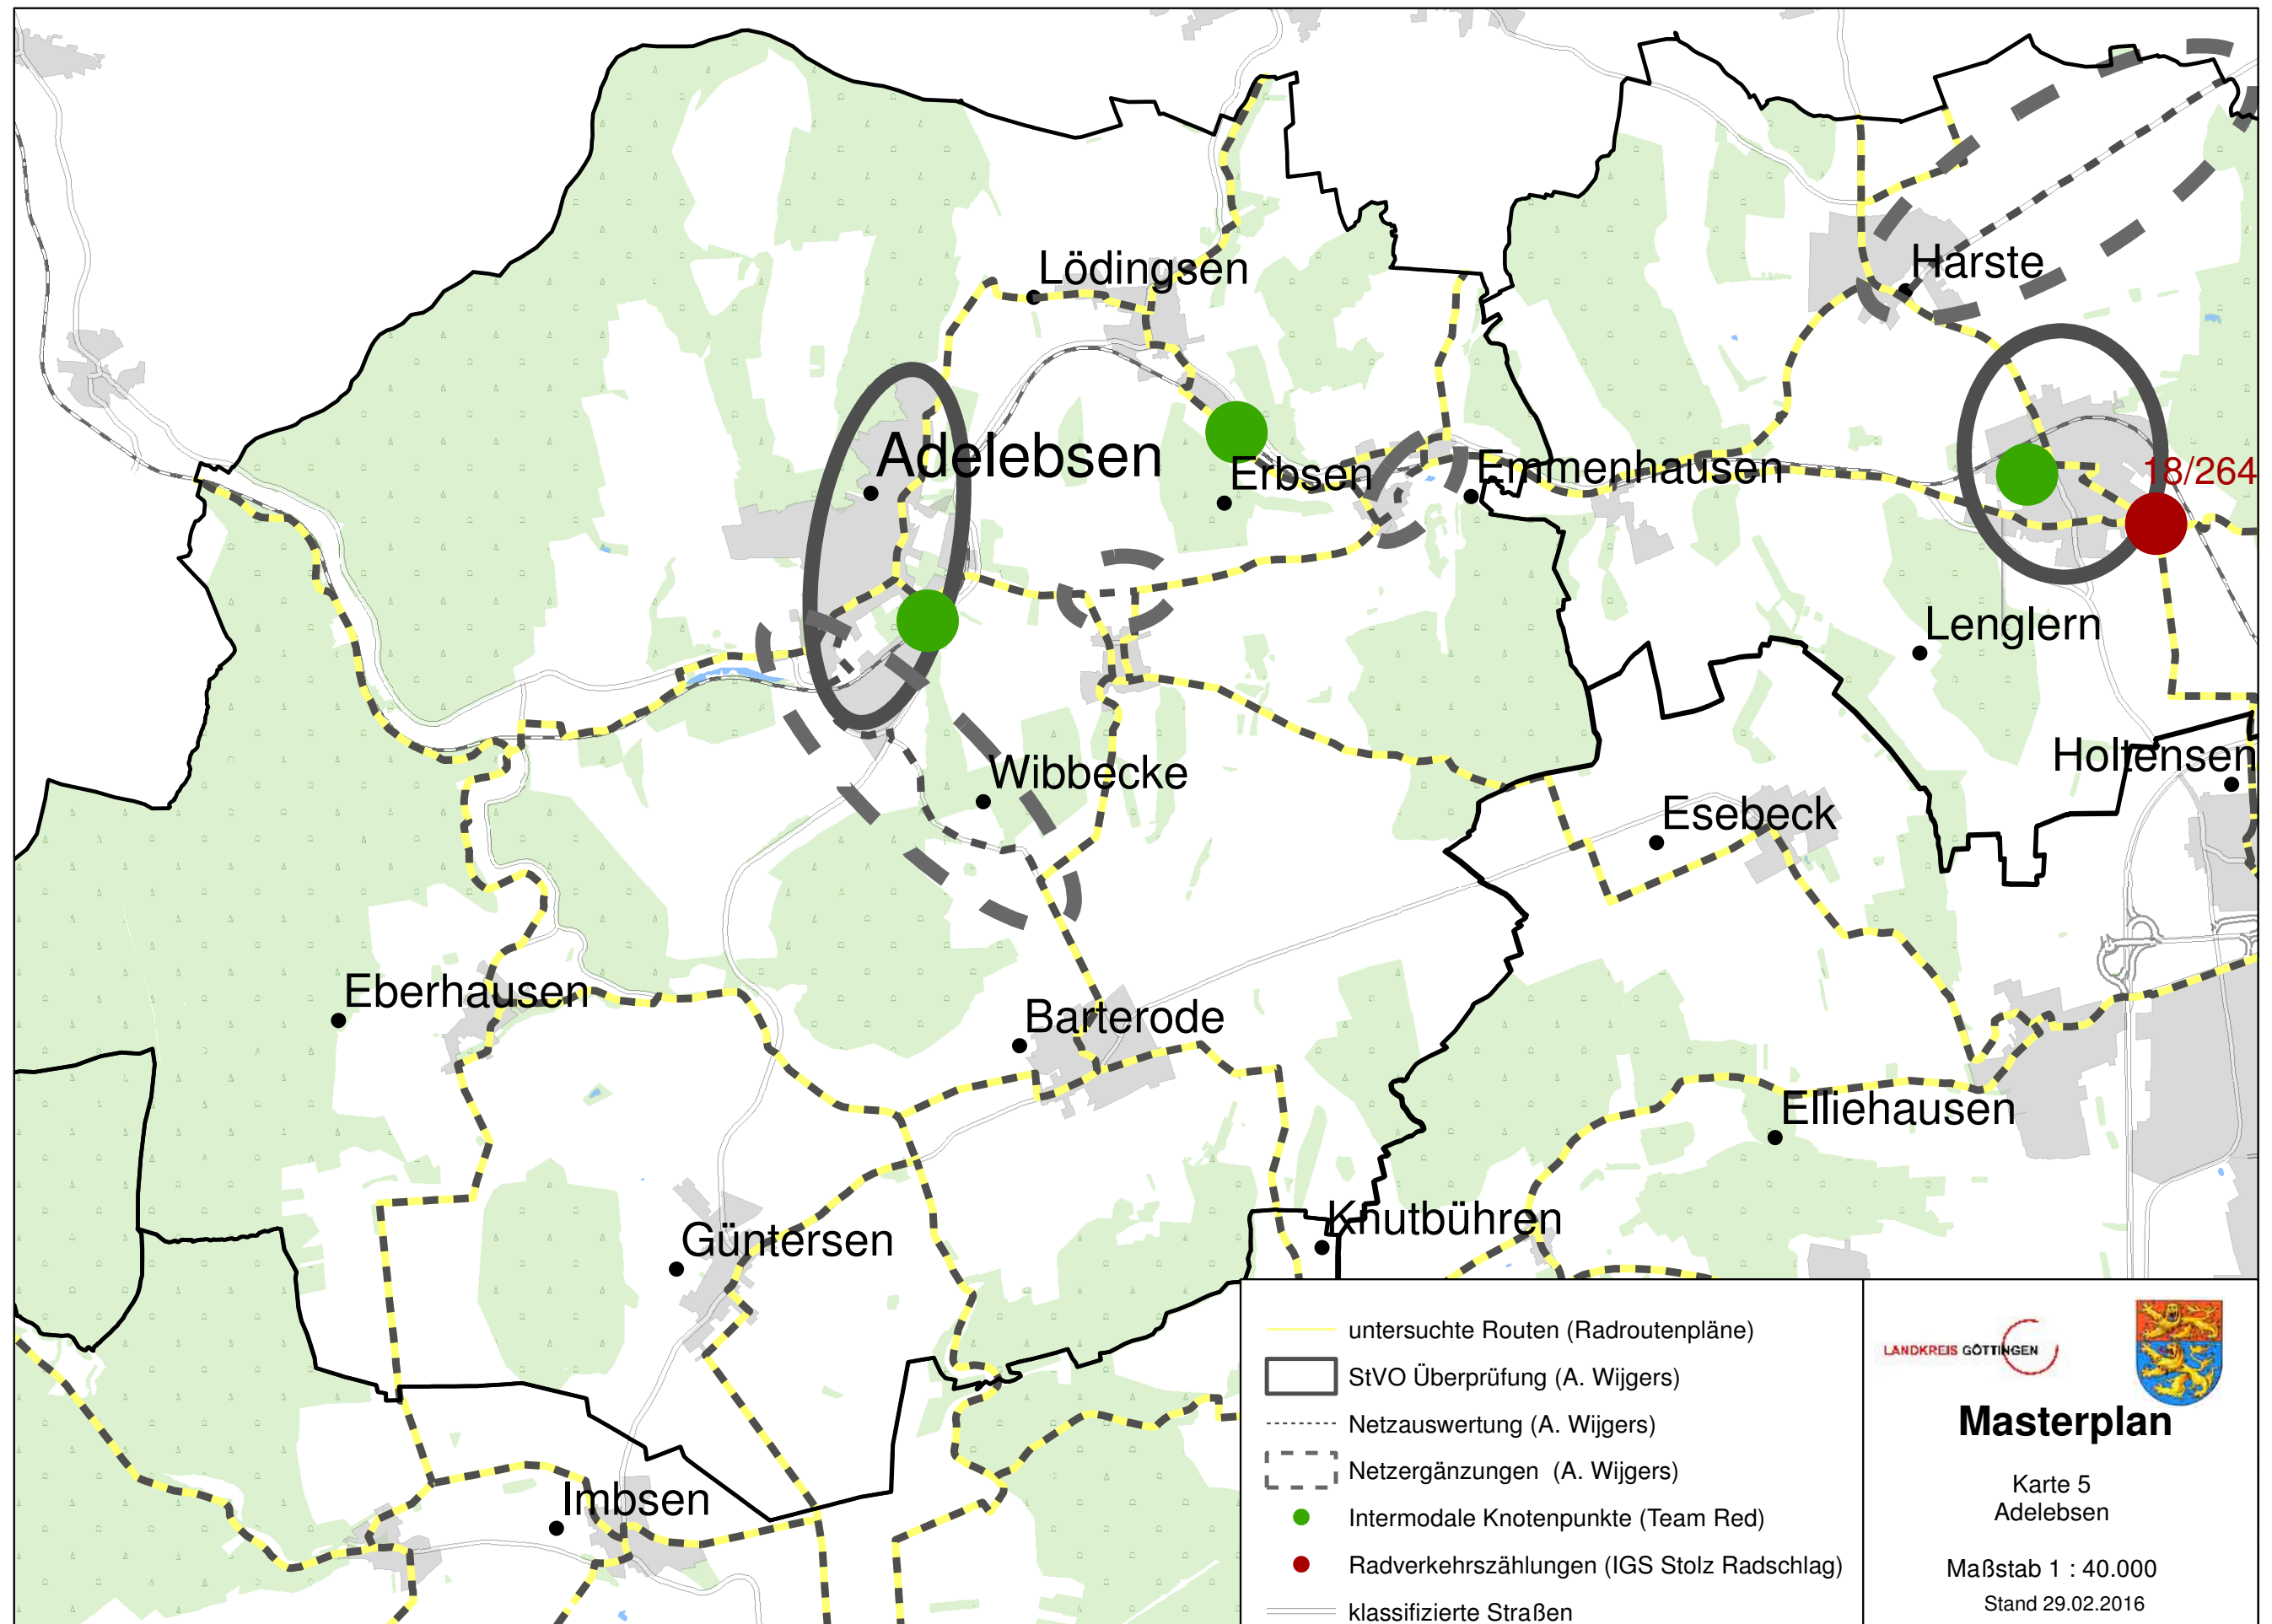 Harste
Lödingsen
Adelebsen
Erbsen
Emmenhausen
18/264
Lenglern
Holtensen
Wibbecke
Esebeck
Eberhausen
Barterode
Elliehausen
Knutbühren
Güntersen
Imbsen
untersuchte Routen (Radroutenpläne)
StVO Überprüfung (A. Wijgers)
Netzauswertung (A. Wijgers)
Netzergänzungen (A. Wijgers)
Intermodale Knotenpunkte (Team Red)
Radverkehrszählungen (IGS Stolz Radschlag)
klassifizierte Straßen
LANDKREIS GÖTTINGEN
Masterplan
Karte 5
Adelebsen
Maßstab 1 : 40.000
Stand 29.02.2016